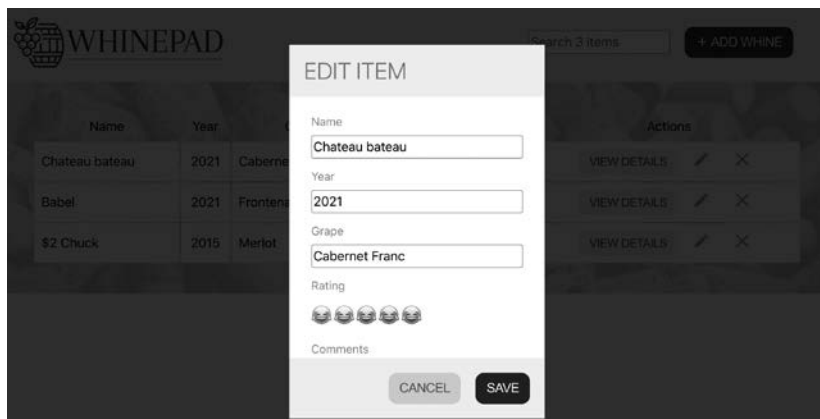 WHINEPAD
Search 3 items
+ ADD WHINE
EDIT ITEM
Name
Chateau bateau
Year
2021
Grape
Cabernet Franc
Rating
Comments
CANCEL
SAVE
Name Year Actions
Chateau bateau 2021 VIEW DETAILS
Babel 2021 VIEW DETAILS
$2 Chuck 2015 Merlot VIEW DETAILS